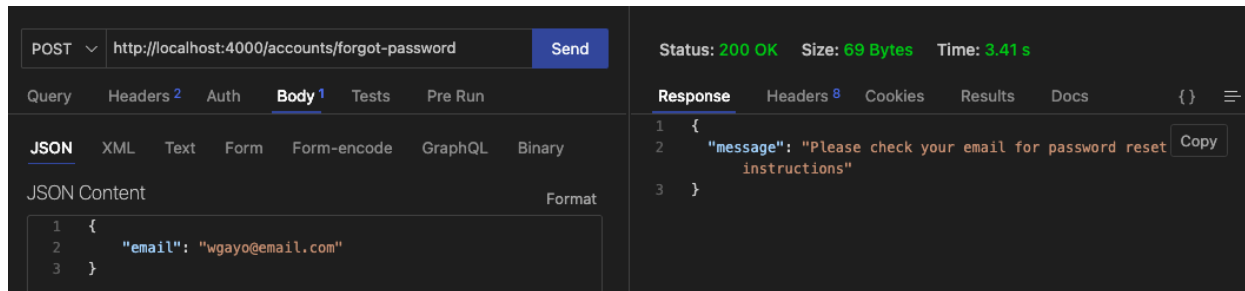 POST http://localhost:4000/accounts/forgot-password Send
Query Headers 2 Auth Body 1 Tests Pre Run
JSON XML Text Form Form-encode GraphQL Binary
JSON Content Format
1 {
2 "email": "wgayo@email.com"
3 }
Status: 200 OK Size: 69 Bytes Time: 3.41 s
Response Headers 8 Cookies Results Docs {}
1 {
Copy
2 "message": "Please check your email for password reset
instructions"
3 }